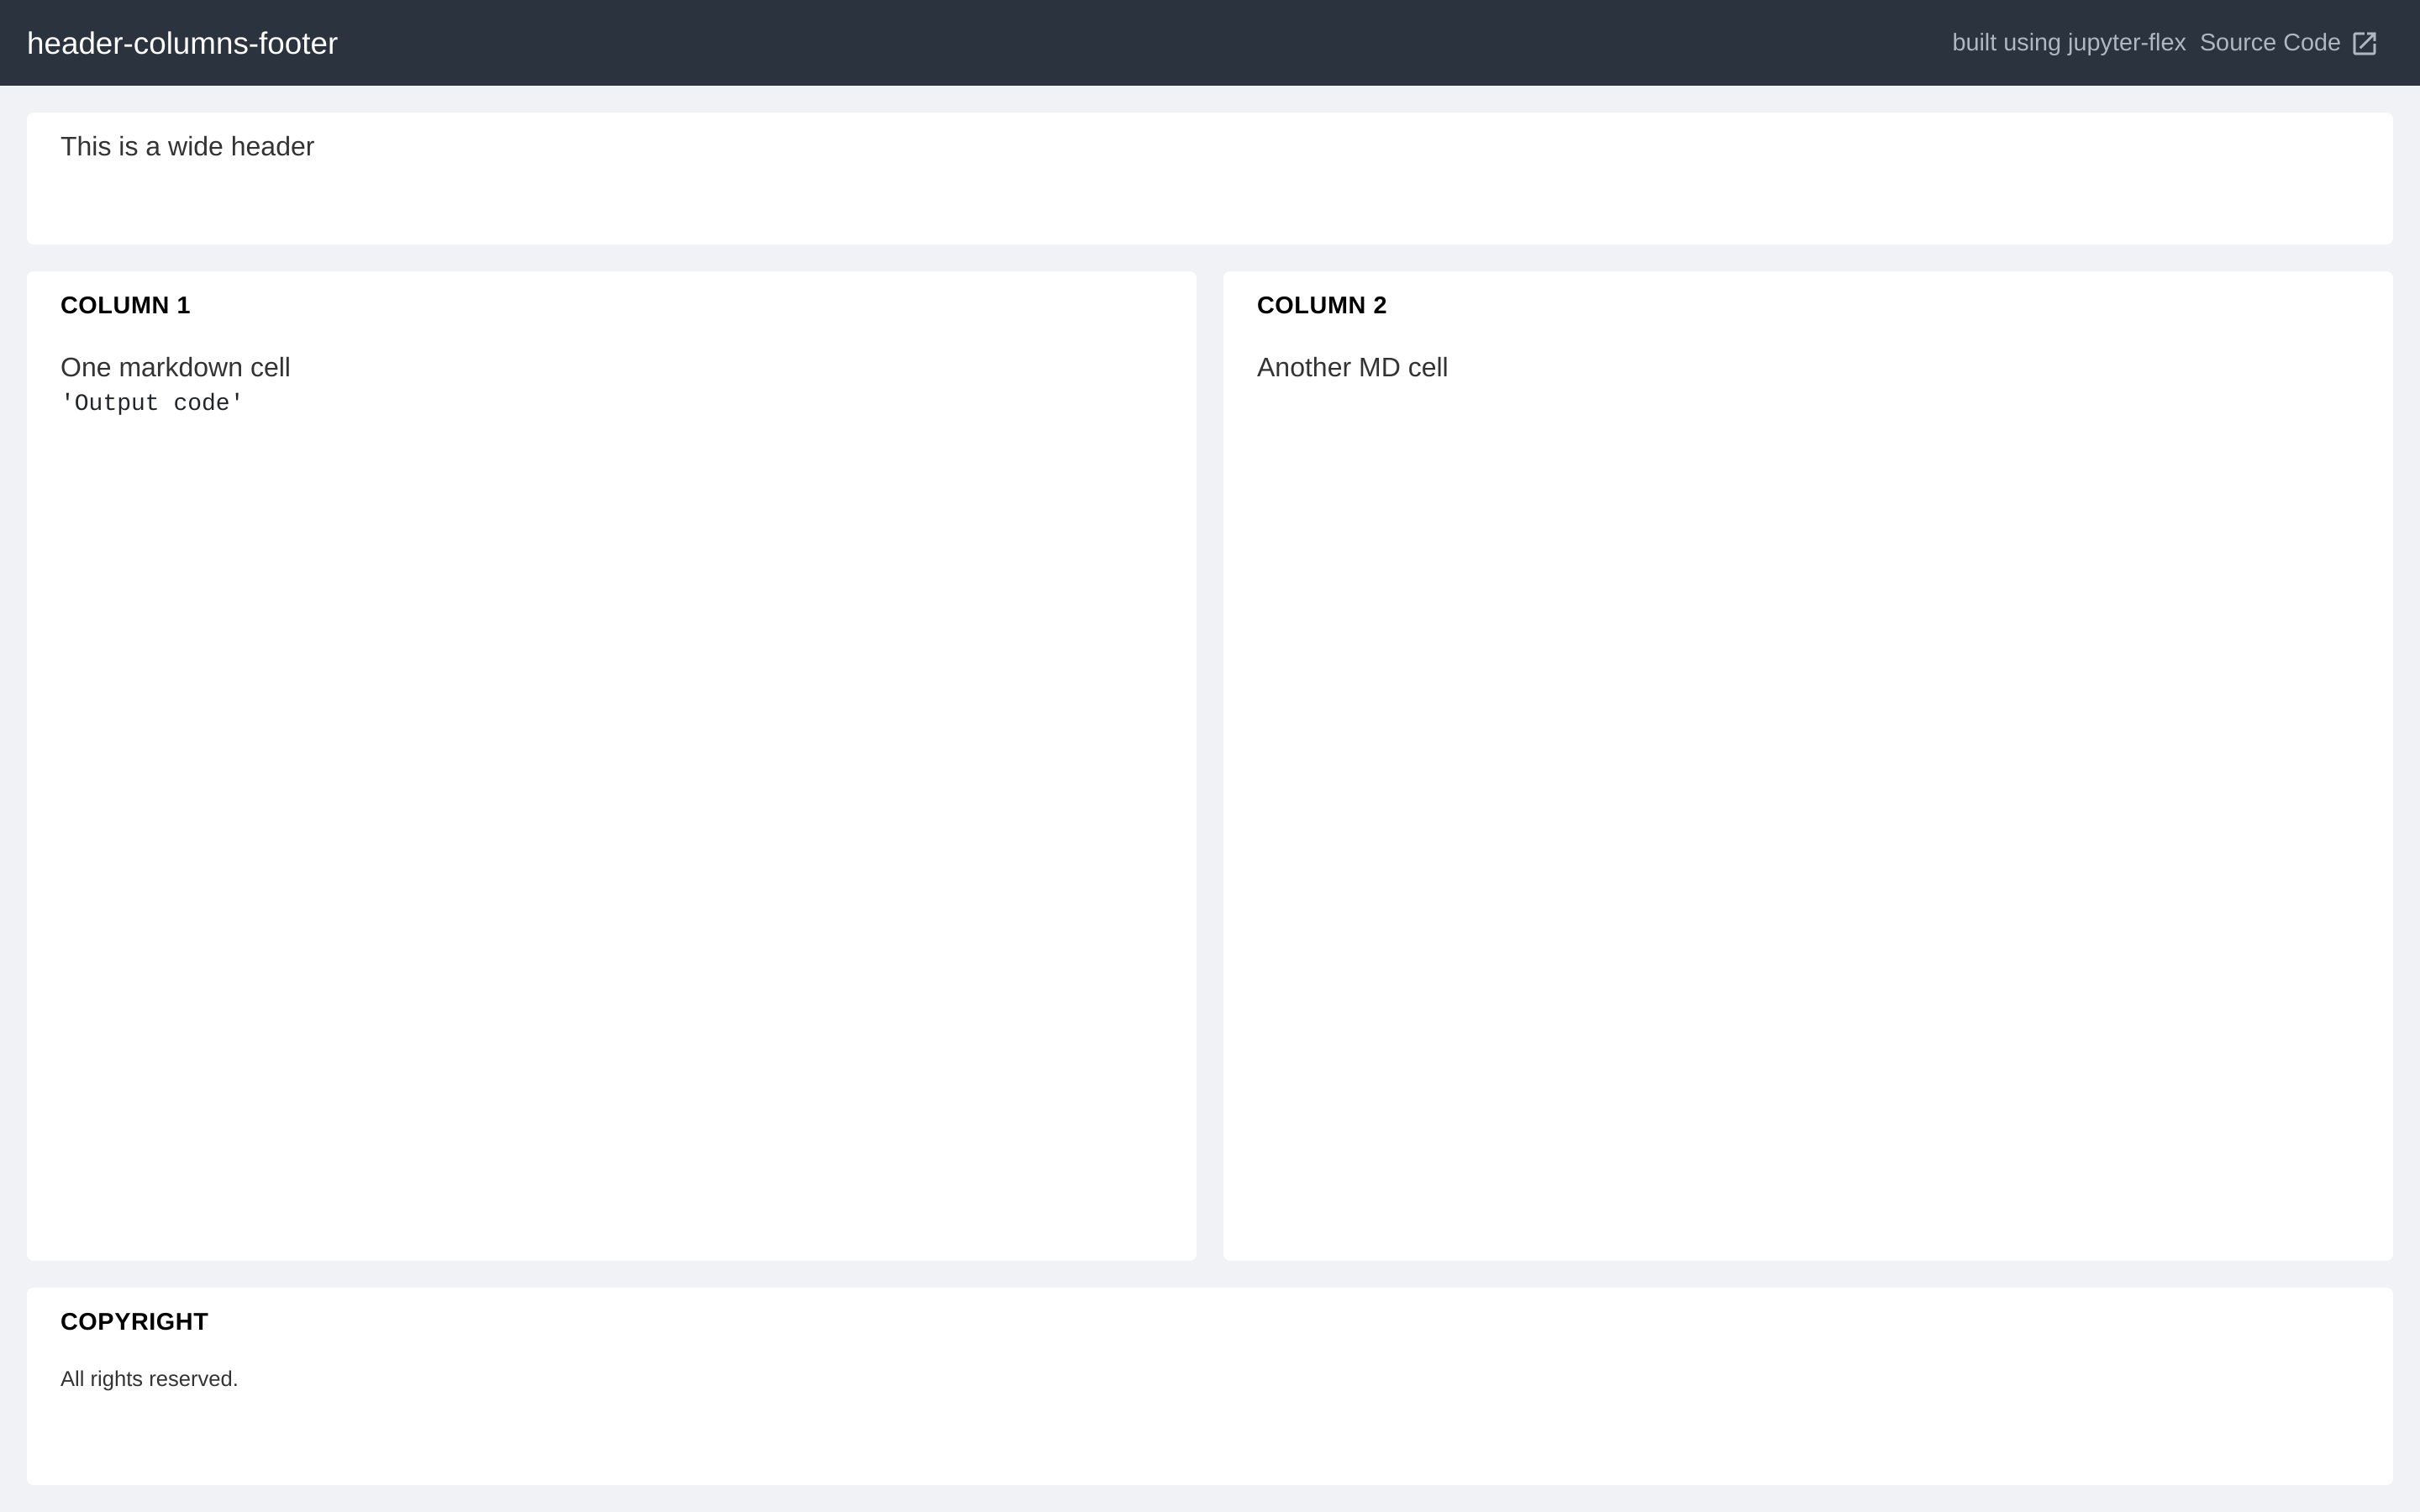 header-columns-footer
built using jupyter-flex Source Code
This is a wide header
COLUMN 1
One markdown cell
'Output code'
COLUMN 2
Another MD cell
COPYRIGHT
All rights reserved.